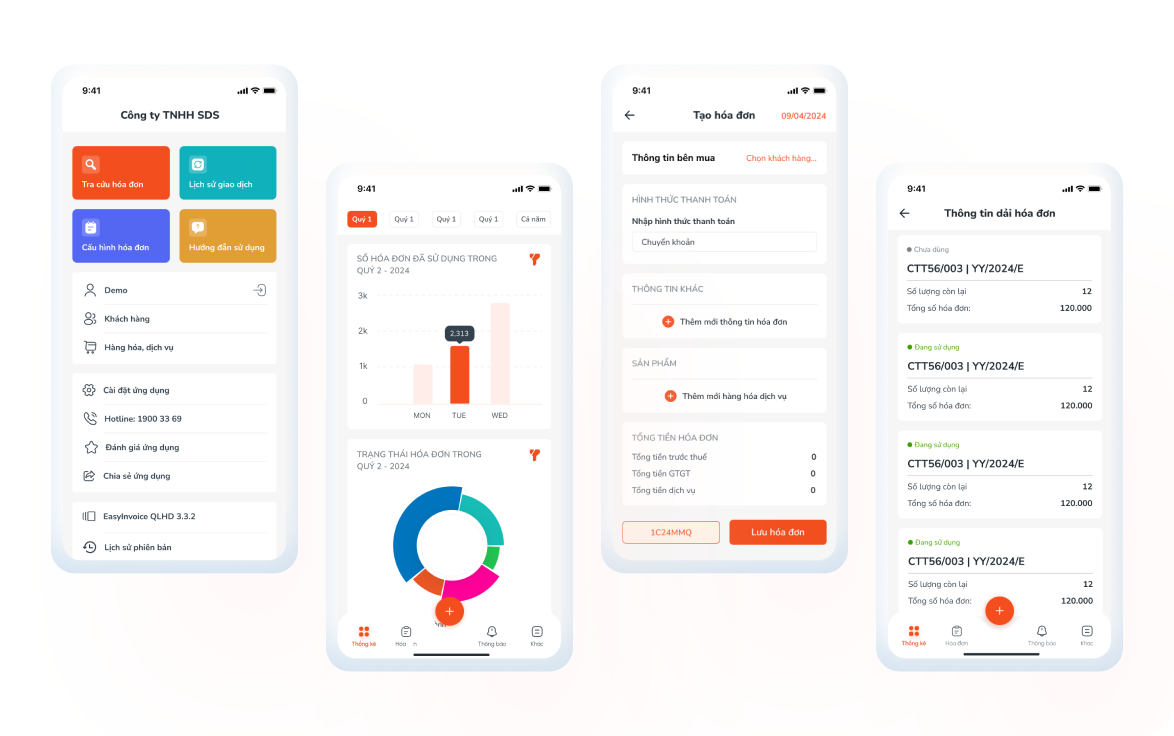 9:41
Công ty TNHH SDS
Tra cứu hóa đơn
Lịch sử giao dịch
Cấu hình hóa đơn
Hướng dẫn sử dụng
Demo
Khách hàng
Hàng hóa, dịch vụ
Cài đặt ứng dụng
Hotline: 1900 33 69
Đánh giá ứng dụng
Chia sẻ ứng dụng
EasyInvoice QLHD 3.3.2
Lịch sử phiên bản
9:41
Quý 1 Quý 1 Quý 1 Quý 1 Cả năm
SỐ HÓA ĐƠN ĐÃ SỬ DỤNG TRONG
QUÝ 2 - 2024
3k
2k
2,313
1k
0
MON TUE WED
TRẠNG THÁI HÓA ĐƠN TRONG
QUÝ 2 - 2024
Thống kê Hóa n Thông báo Khác
9:41
Tạo hóa đơn 09/04/2024
Thông tin bên mua Chọn khách hàng...
HÌNH THỨC THANH TOÁN
Nhập hình thức thanh toán
Chuyển khoản
THÔNG TIN KHÁC
Thêm mới thông tin hóa đơn
SẢN PHẨM
Thêm mới hàng hóa dịch vụ
TỔNG TIỀN HÓA ĐƠN
Tổng tiền trước thuế 0
Tổng tiền GTGT 0
Tổng tiền dịch vụ 0
1C24MMQ Lưu hóa đơn
9:41
Thông tin dải hóa đơn
Chưa dùng
CTT56/003 | YY/2024/E
Số lượng còn lại 12
Tổng số hóa đơn: 120.000
Đang sử dụng
CTT56/003 | YY/2024/E
Số lượng còn lại 12
Tổng số hóa đơn: 120.000
Đang sử dụng
CTT56/003 | YY/2024/E
Số lượng còn lại 12
Tổng số hóa đơn: 120.000
Đang sử dụng
CTT56/003 | YY/2024/E
Số lượng còn lại 12
Tổng số hóa đơn: 120.000
Thống kê Hóa đơn Thông báo Khác